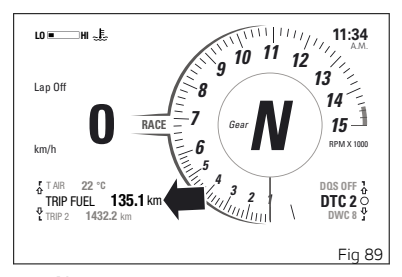 LO HI
11:34
A.M.
Lap Off
0
km/h
RACE
Gear
N
1
2
3
4
5
6
7
8
9
10
11
12
13
14
15
RPM X 1000
T AIR 22 °C
TRIP FUEL 135.1 km
TRIP 2 1432.2 km
DQS OFF
DTC 2
DWC 8
Fig 89